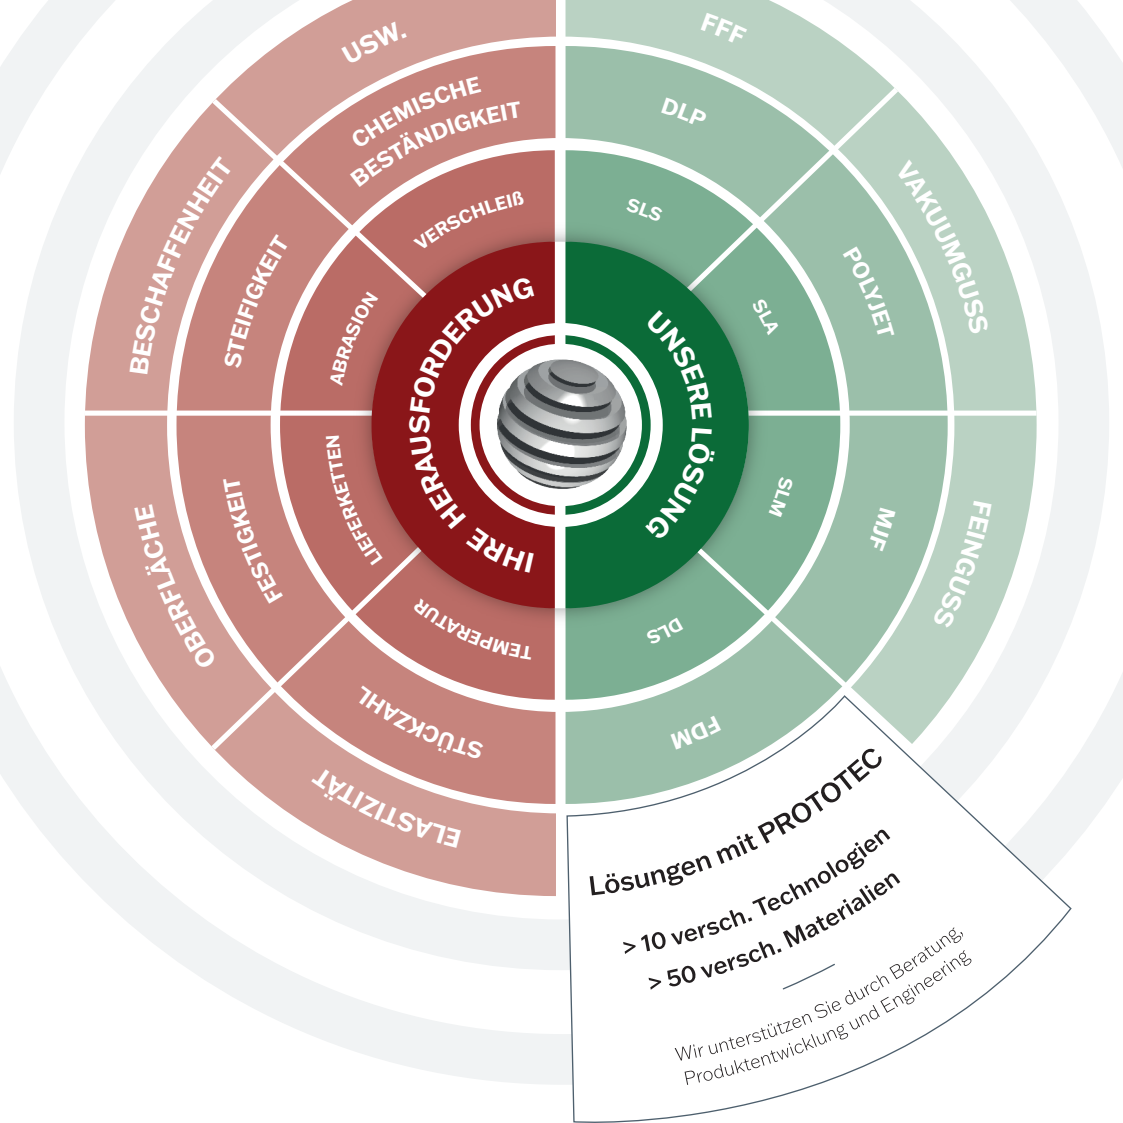 IHRE HERAUSFORDERUNG
VERSCHLEIß
ABRASION
LIEFERKETTEN
TEMPERATUR
CHEMISCHE
BESTÄNDIGKEIT
STEIFIGKEIT
FESTIGKEIT
STÜCKZAHL
USW.
BESCHAFFENHEIT
OBERFLÄCHE
ELASTIZITÄT
UNSERE LÖSUNG
SLS
SLA
SLM
DLS
DLP
POLYJET
MJF
FDM
FFF
VAKUUMGUSS
FEINGUSS
Lösungen mit PROTOTEC
> 10 versch. Technologien
> 50 versch. Materialien
Wir unterstützen Sie durch Beratung,
Produktentwicklung und Engineering